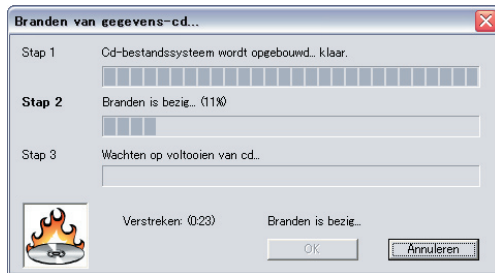 Branden van gegevens-cd...
Stap 1 Cd-bestandssysteem wordt opgebouwd... klaar.
Stap 2 Branden is bezig... (11%)
Stap 3 Wachten op voltooien van cd...
Verstreken: (0:23) Branden is bezig...
OK Annuleren